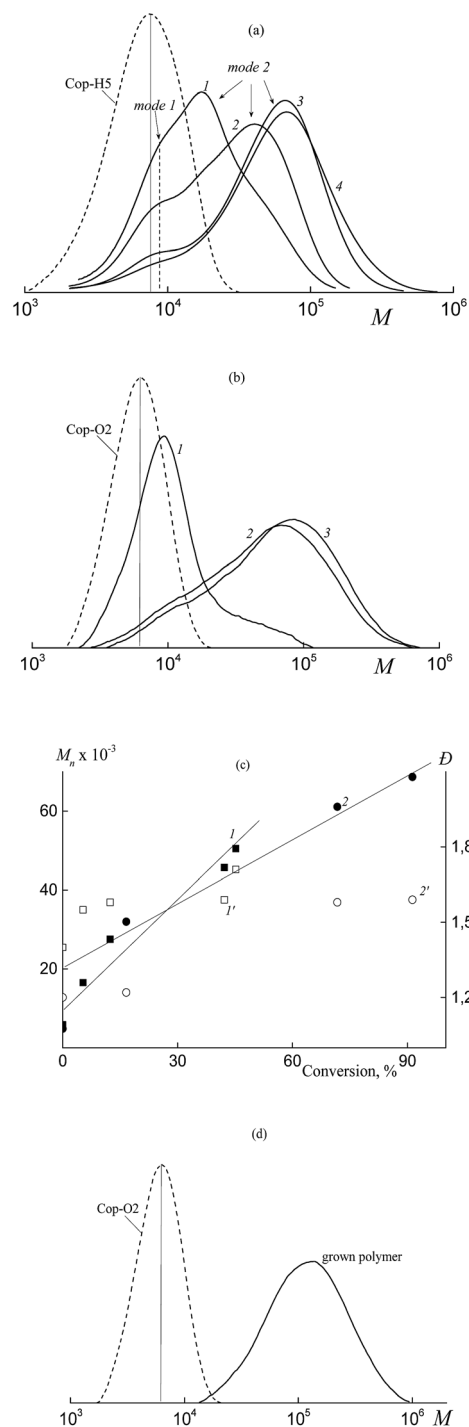 (a)
Cop-H5
mode 1
1
mode 2
2
3
4
10³ 10⁴ 10⁵ 10⁶
M
(b)
Cop-O2
1
2
3
10³ 10⁴ 10⁵ 10⁶
M
Mₙ x 10⁻³ (c) Đ
60
40
20
1,8
1,5
1,2
1
2
1'
2'
0 30 60 90
Conversion, %
(d)
Cop-O2
grown polymer
10³ 10⁴ 10⁵ 10⁶ M